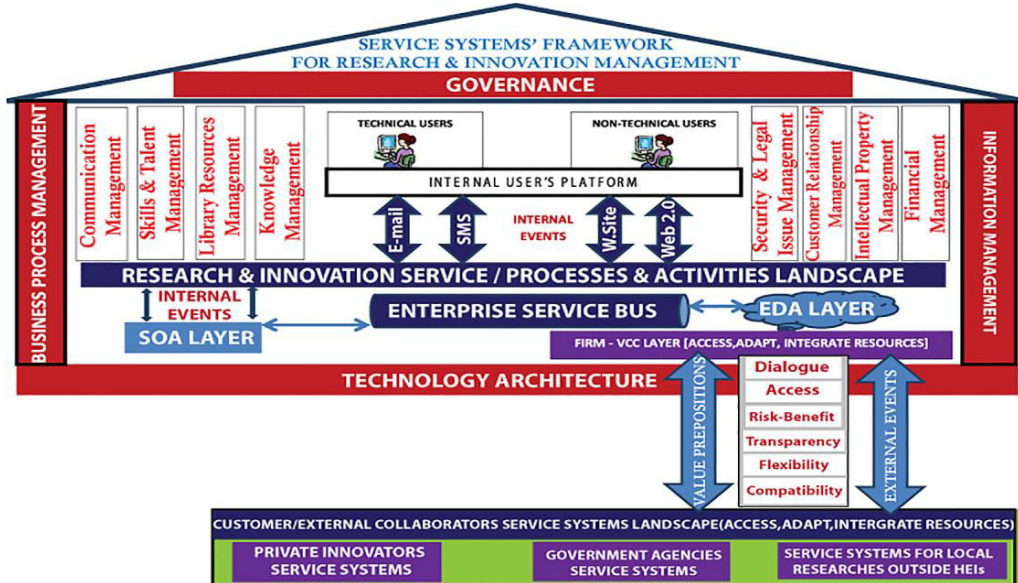 SERVICE SYSTEMS' FRAMEWORK
FOR RESEARCH & INNOVATION MANAGEMENT
GOVERNANCE
BUSINESS PROCESS MANAGEMENT
Communication
Management
Skills & Talent
Management
Library Resources
Management
Knowledge
Management
TECHNICAL USERS
NON-TECHNICAL USERS
INTERNAL USER'S PLATFORM
E-mail
SMS
INTERNAL
EVENTS
W.Site
Web 2.0
Security & Legal
Issue Management
Customer Relationship
Management
Intellectual Property
Management
Financial
Management
INFORMATION MANAGEMENT
RESEARCH & INNOVATION SERVICE / PROCESSES & ACTIVITIES LANDSCAPE
INTERNAL
EVENTS
SOA LAYER
ENTERPRISE SERVICE BUS
EDA LAYER
FIRM - VCC LAYER [ACCESS,ADAPT, INTEGRATE RESOURCES]
TECHNOLOGY ARCHITECTURE
VALUE PREPOSITIONS
Dialogue
Access
Risk-Benefit
Transparency
Flexibility
Compatibility
EXTERNAL EVENTS
CUSTOMER/EXTERNAL COLLABORATORS SERVICE SYSTEMS LANDSCAPE(ACCESS,ADAPT,INTERGRATE RESOURCES)
PRIVATE INNOVATORS
SERVICE SYSTEMS
GOVERNMENT AGENCIES
SERVICE SYSTEMS
SERVICE SYSTEMS FOR LOCAL
RESEARCHES OUTSIDE HEIs